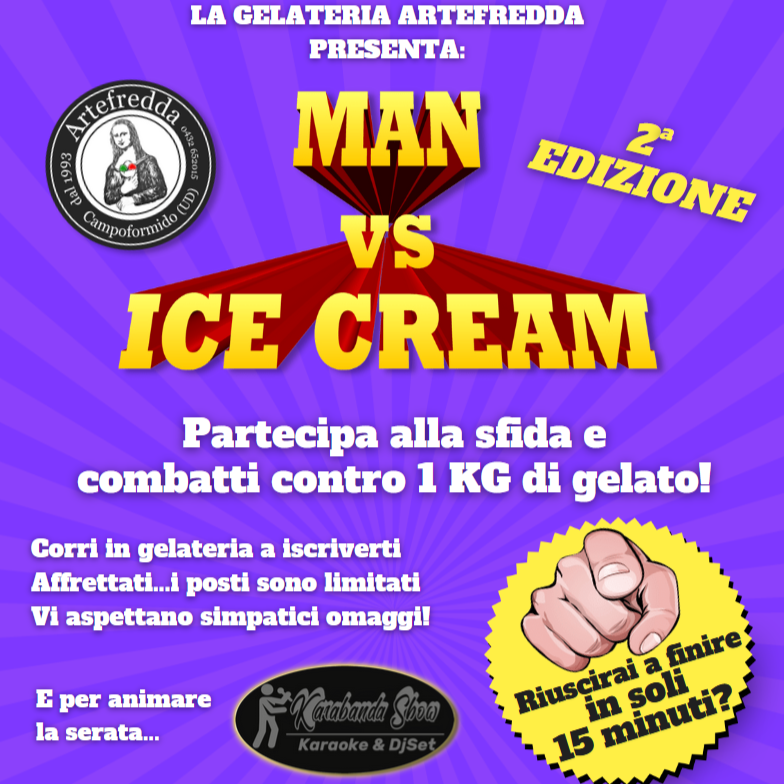 LA GELATERIA ARTEFREDDA
PRESENTA:
Artefredda
dal 1993
0432 652015
Campoformido (UD)
MAN
VS
ICE CREAM
2ª
EDIZIONE
Partecipa alla sfida e
combatti contro 1 KG di gelato!
Corri in gelateria a iscriverti
Affrettati...i posti sono limitati
Vi aspettano simpatici omaggi!
Riuscirai a finire
in soli
15 minuti?
E per animare
la serata...
Karabanda Show
Karaoke & DjSet